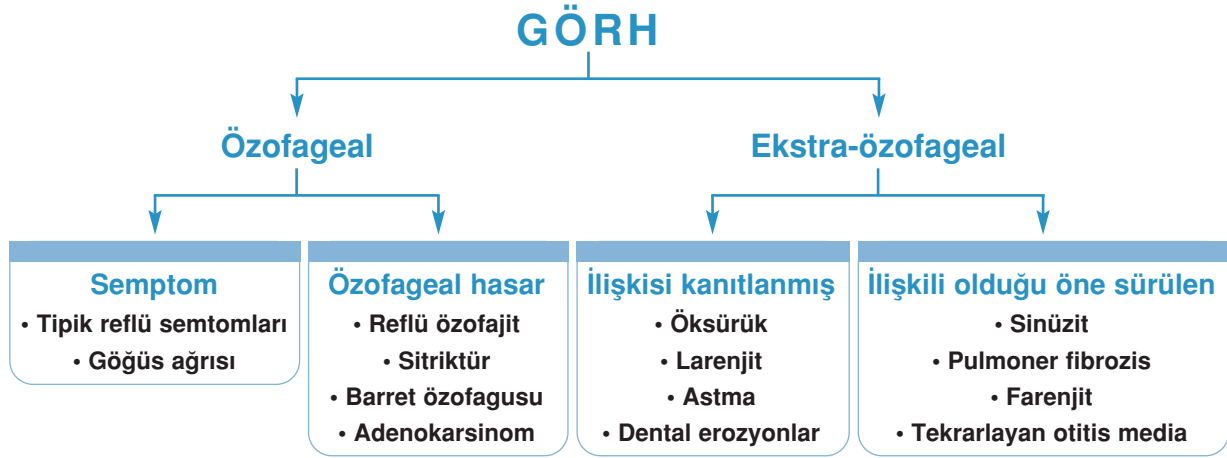 GÖRH
Özofageal
Ekstra-özofageal
Semptom
• Tipik reflü semtomları
• Göğüs ağrısı
Özofageal hasar
• Reflü özofajit
• Sitriktür
• Barret özofagusu
• Adenokarsinom
İlişkisi kanıtlanmış
• Öksürük
• Larenjit
• Astma
• Dental erozyonlar
İlişkili olduğu öne sürülen
• Sinüzit
• Pulmoner fibrozis
• Farenjit
• Tekrarlayan otitis media